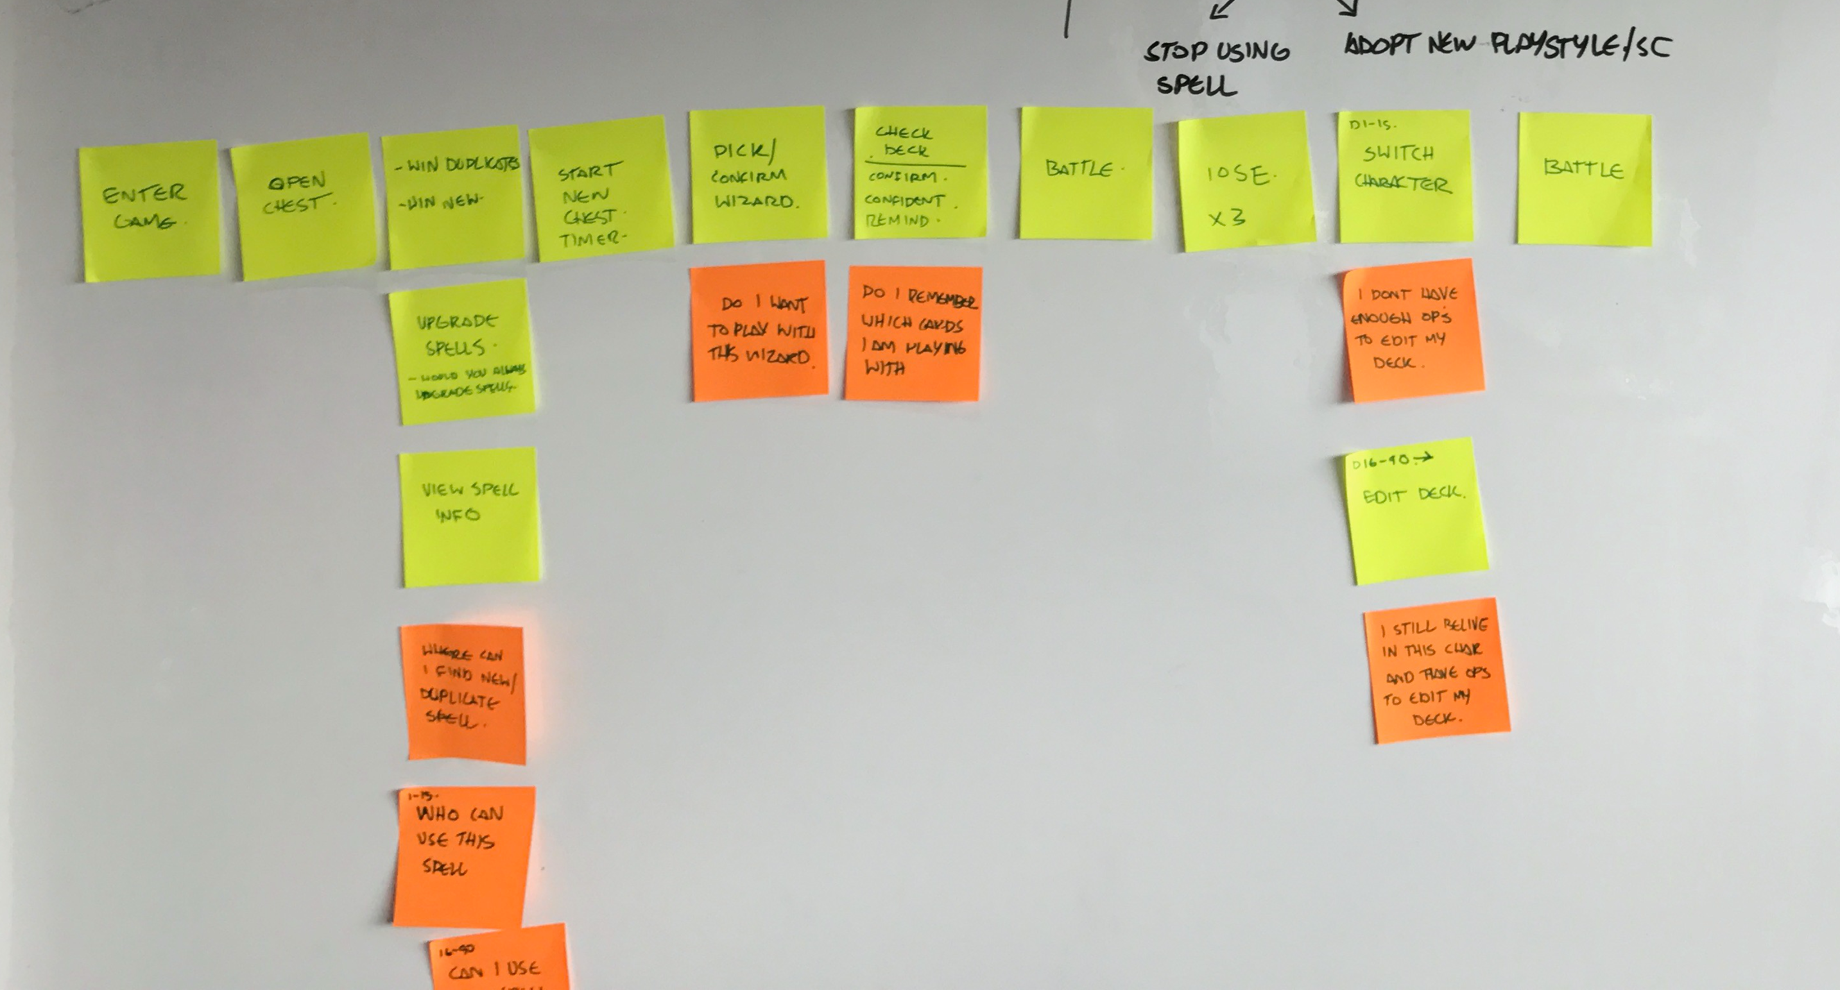 STOP USING
SPELL
ADOPT NEW PLAYSTYLE/SC
ENTER
GAME.
OPEN
CHEST.
- WIN DUPLICATES
- WIN NEW-
START
NEW
CHEST.
TIMER-
PICK/
CONFIRM
WIZARD.
CHECK
DECK
CONFIRM.
CONFIDENT.
REMIND.
BATTLE.
LOSE.
x3
D1-15.
SWITCH
CHARACTER
BATTLE
UPGRADE
SPELLS.
- WOULD YOU ALWAYS
UPGRADE SPELLS.
DO I WANT
TO PLAY WITH
THIS WIZARD.
DO I REMEMBER
WHICH CARDS
I AM PLAYING
WITH
I DONT HAVE
ENOUGH OP'S
TO EDIT MY
DECK.
VIEW SPELL
INFO
D16-40→
EDIT DECK.
WHERE CAN
I FIND NEW/
DUPLICATE
SPELL.
I STILL BELIVE
IN THIS CHAR
AND HAVE OPS
TO EDIT MY
DECK.
1-15.
WHO CAN
USE THIS
SPELL
16-40
CAN I USE